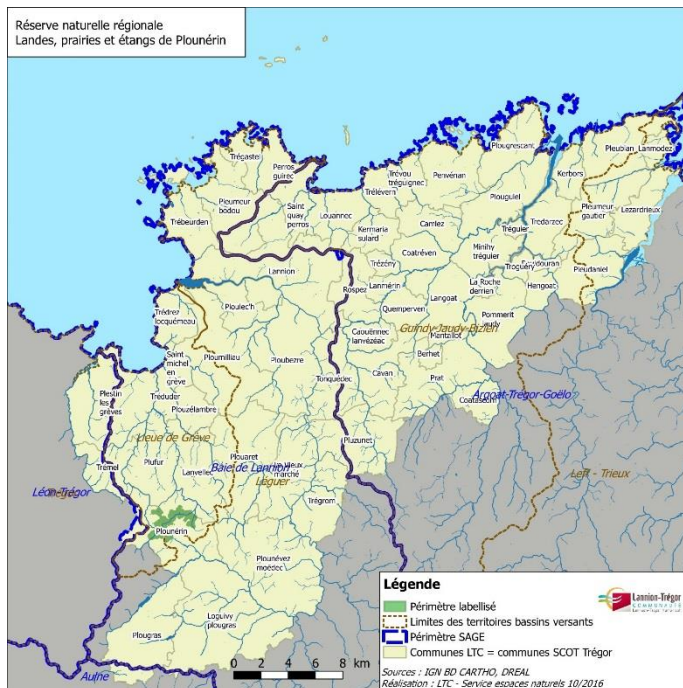 Réserve naturelle régionale
Landes, prairies et étangs de Plounérin
Trégastel
Perros
guirec
Pleumeur
bodou
Trébeurden
Saint
quay
perros
Louannec
Trévou
tréguignec
Trélévern
Penvénan
Plougrescant
Kermaria
sulard
Camlez
Plouguiel
Kerbors
Pleubian
Lanmodez
Pleumeur
gautier
Lezardrieux
Tréguier
Trédarzec
Minihy
tréguier
Coatréven
Trézény
Lannion
Rospez
Lanmérin
Langoat
La Roche
derrien
Troguéry
Hengoat
Pleudaniel
Quemperven
Guindy-Jaudy-Bizien
Pommerit
jaudy
Mantallot
Berhet
Caouënnec
lanvézéac
Cavan
Prat
Coatascorn
Argoat-Trégor-Goëlo
Leff - Trieux
Trédrez
locquémeau
Ploulec'h
Saint
michel
en
grève
Ploumilliau
Ploubezre
Tonquédec
Pluzunet
Plestin
les
grèves
Tréduder
Plouzélambre
Lieue de Grève
Trémel
Plufur
Lanvellec
Plouaret
Baie de Lannion
Le vieux
marché
Léguer
Léon-Trégor
Trégrom
Plounérin
Plounévez
moëdec
Loguivy
plougras
Plougras
Aulne
0 2 4 6 8 km
Légende
Périmètre labellisé
Limites des territoires bassins versants
Périmètre SAGE
Communes LTC = communes SCOT Trégor
Lannion-Trégor
COMMUNAUTÉ
Sources : IGN BD CARTHO, DREAL
Réalisation : LTC - Service espaces naturels 10/2016